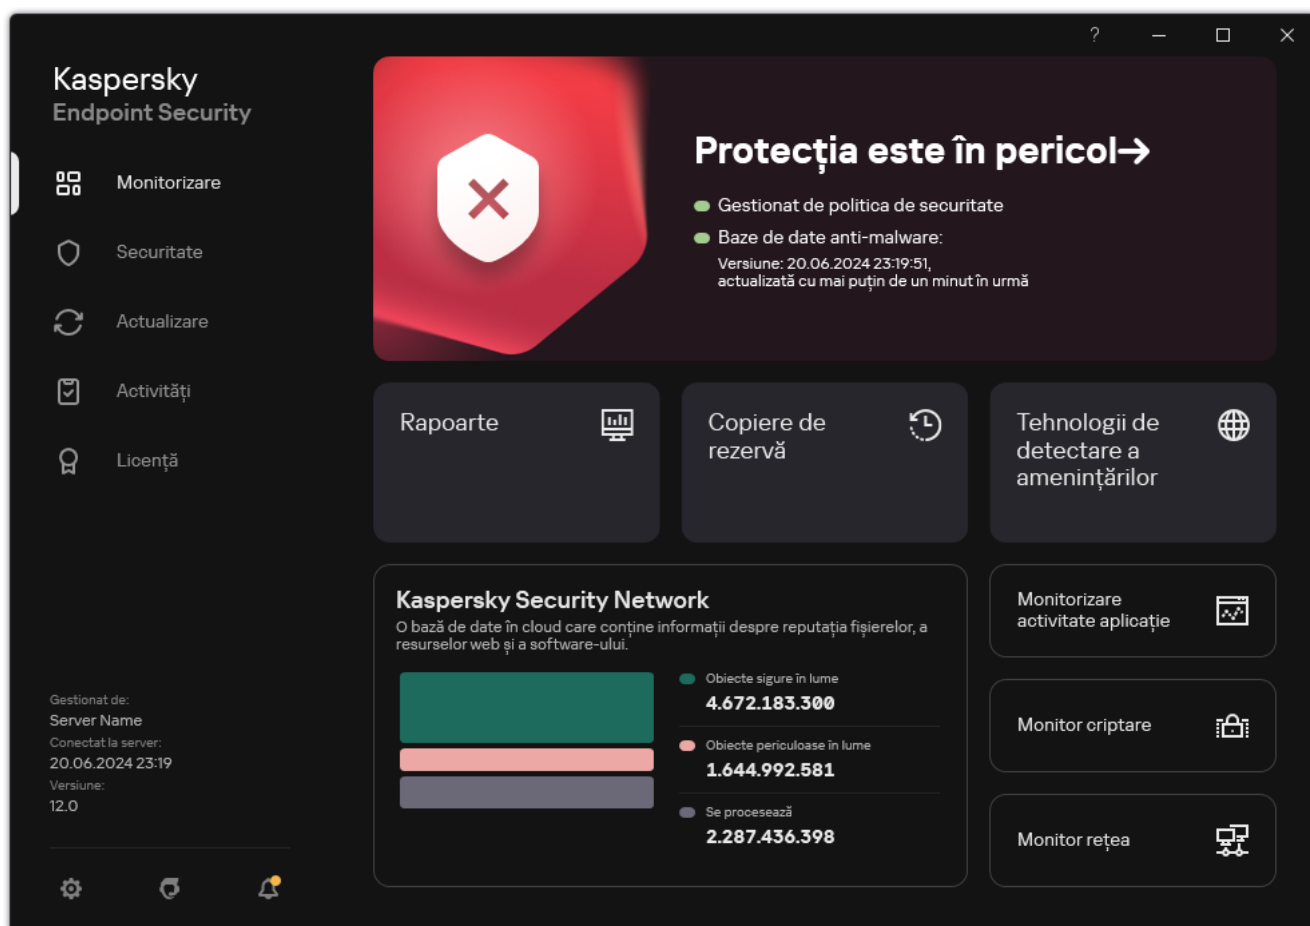 ?
Kaspersky
Endpoint Security
Monitorizare
Securitate
Actualizare
Activități
Licență
Gestionat de:
Server Name
Conectat la server:
20.06.2024 23:19
Versiune:
12.0
Protecția este în pericol→
Gestionat de politica de securitate
Baze de date anti-malware:
Versiune: 20.06.2024 23:19:51,
actualizată cu mai puțin de un minut în urmă
Rapoarte
Copiere de
rezervă
Tehnologii de
detectare a
amenințărilor
Kaspersky Security Network
O bază de date în cloud care conține informații despre reputația fișierelor, a
resurselor web și a software-ului.
Obiecte sigure în lume
4.672.183.300
Obiecte periculoase în lume
1.644.992.581
Se procesează
2.287.436.398
Monitorizare
activitate aplicație
Monitor criptare
Monitor rețea